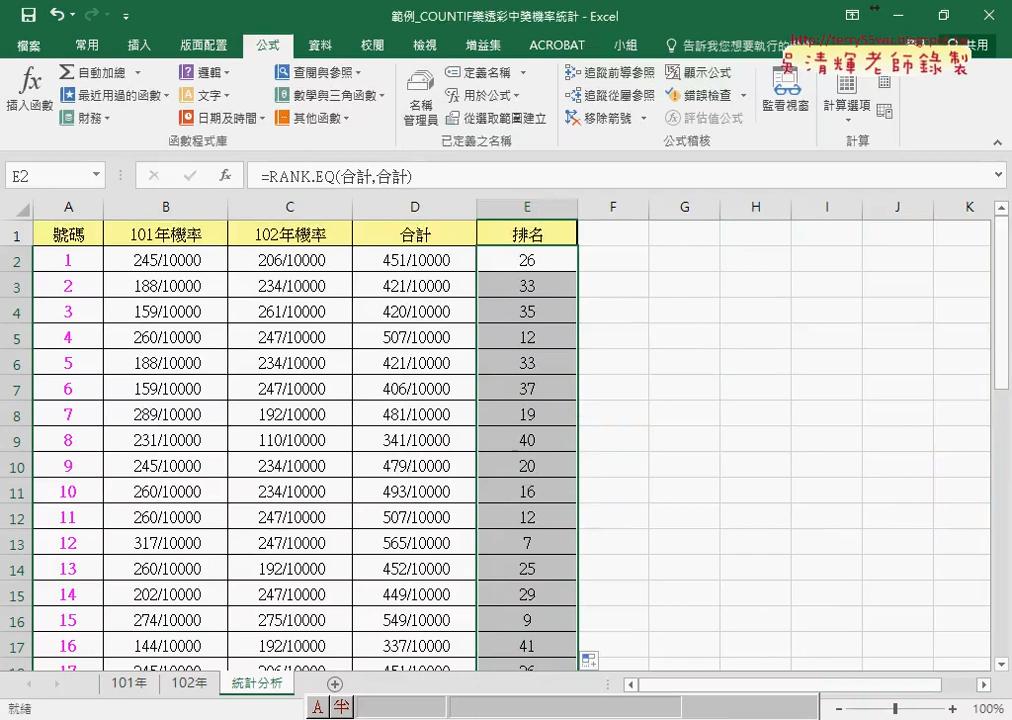 範例_COUNTIF樂透彩中獎機率統計 - Excel
檔案 常用 插入 版面配置 公式 資料 校閱 檢視 增益集 ACROBAT 小組 告訴我您想要執行的 共用
吳清輝老師錄製
fx 插入函數
Σ 自動加總 邏輯 查閱與參照
最近用過的函數 文字 數學與三角函數
財務 日期及時間 其他函數
函數程式庫
名稱管理員
定義名稱
用於公式
從選取範圍建立
已定義之名稱
追蹤前導參照 顯示公式
追蹤從屬參照 錯誤檢查
移除箭號 評估值公式
公式稽核
監看視窗
計算選項
計算
E2 fx =RANK.EQ(合計,合計)
A B C D E F G H I J K
1 號碼 101年機率 102年機率 合計 排名
2 1 245/10000 206/10000 451/10000 26
3 2 188/10000 234/10000 421/10000 33
4 3 159/10000 261/10000 420/10000 35
5 4 260/10000 247/10000 507/10000 12
6 5 188/10000 234/10000 421/10000 33
7 6 159/10000 247/10000 406/10000 37
8 7 289/10000 192/10000 481/10000 19
9 8 231/10000 110/10000 341/10000 40
10 9 245/10000 234/10000 479/10000 20
11 10 260/10000 234/10000 493/10000 16
12 11 260/10000 247/10000 507/10000 12
13 12 317/10000 247/10000 565/10000 7
14 13 260/10000 192/10000 452/10000 25
15 14 202/10000 247/10000 449/10000 29
16 15 274/10000 275/10000 549/10000 9
17 16 144/10000 192/10000 337/10000 41
18 17 245/10000 206/10000 451/10000 26
101年 102年 統計分析
A 半
就緒 100%